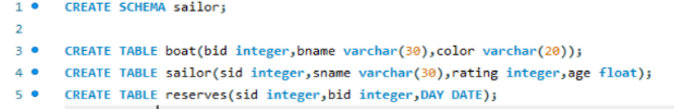 1 CREATE SCHEMA sailor;
2
3 CREATE TABLE boat(bid integer,bname varchar(30),color varchar(20));
4 CREATE TABLE sailor(sid integer,sname varchar(30),rating integer,age float);
5 CREATE TABLE reserves(sid integer,bid integer,DAY DATE);